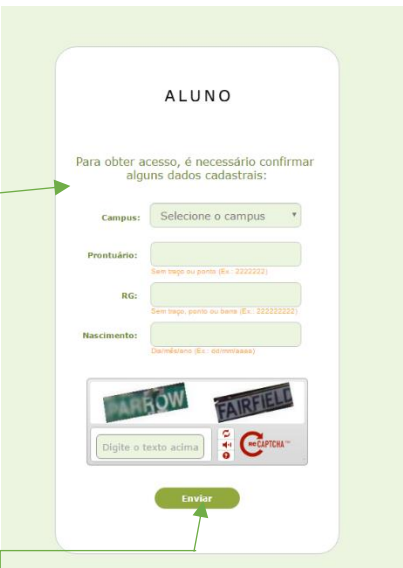 ALUNO
Para obter acesso, é necessário confirmar
alguns dados cadastrais:
Campus: Selecione o campus
Prontuário:
Sem traço ou ponto (Ex.: 2222222)
RG:
Sem traço, ponto ou barra (Ex.: 222222222)
Nascimento:
Dia/mês/ano (Ex.: dd/mm/aaaa)
FAIRFIELD
Digite o texto acima
reCAPTCHA™
Enviar